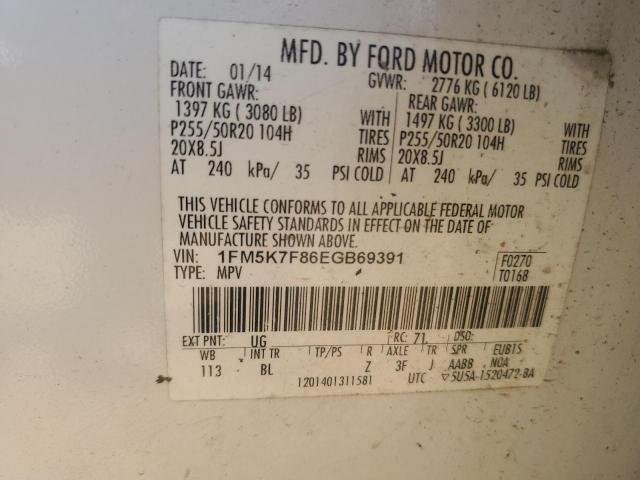 MFD. BY FORD MOTOR CO.
DATE: 01/14 GVWR: 2776 KG ( 6120 LB)
FRONT GAWR: REAR GAWR:
1397 KG ( 3080 LB) WITH 1497 KG ( 3300 LB) WITH
P255/50R20 104H TIRES P255/50R20 104H TIRES
20X8.5J RIMS 20X8.5J RIMS
AT 240 kPa/ 35 PSI COLD AT 240 kPa/ 35 PSI COLD
THIS VEHICLE CONFORMS TO ALL APPLICABLE FEDERAL MOTOR
VEHICLE SAFETY STANDARDS IN EFFECT ON THE DATE OF
MANUFACTURE SHOWN ABOVE.
VIN: 1FM5K7F86EGB69391 F0270
TYPE: MPV T0168
EXT PNT: UG RC: 71 DSO:
WB INT TR TP/PS R AXLE TR SPR EUB15
113 BL Z 3F J AABB NOA
1201401311581 UTC ▽5U5A-1520472-BA